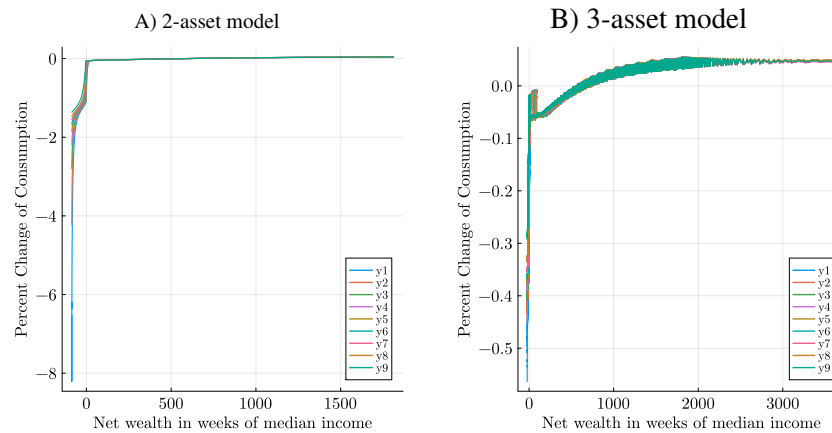 A) 2-asset model
0
−2
−4
−6
−8
Percent Change of Consumption
0
500
1000
1500
Net wealth in weeks of median income
y1
y2
y3
y4
y5
y6
y7
y8
y9
B) 3-asset model
0.0
−0.1
−0.2
−0.3
−0.4
−0.5
Percent Change of Consumption
0
1000
2000
3000
Net wealth in weeks of median income
y1
y2
y3
y4
y5
y6
y7
y8
y9